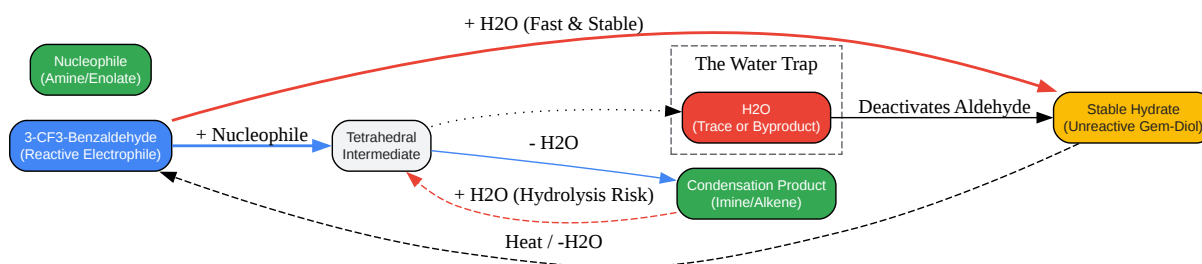 + H2O (Fast & Stable)
Nucleophile
(Amine/Enolate)
The Water Trap
3-CF3-Benzaldehyde
(Reactive Electrophile)
+ Nucleophile
Tetrahedral
Intermediate
H2O
(Trace or Byproduct)
Deactivates Aldehyde
Stable Hydrate
(Unreactive Gem-Diol)
- H2O
+ H2O (Hydrolysis Risk)
Condensation Product
(Imine/Alkene)
Heat / -H2O